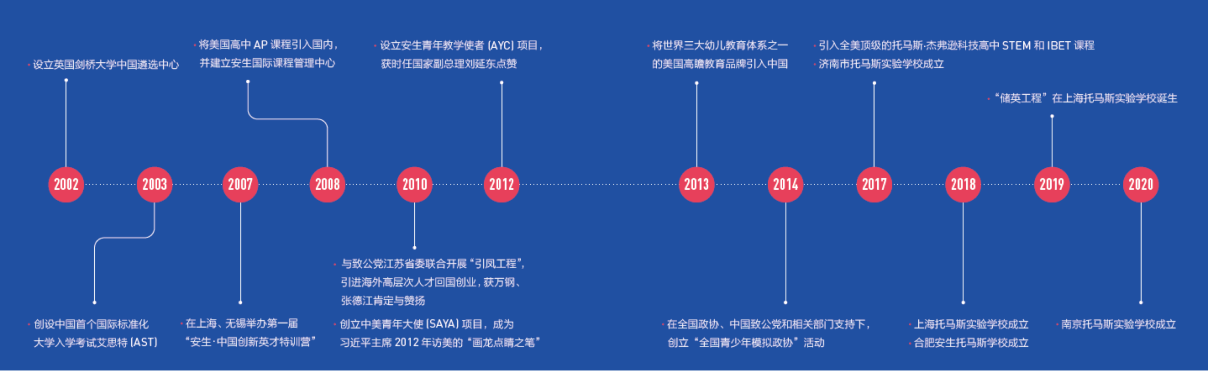 设立英国剑桥大学中国遴选中心
将美国高中 AP 课程引入国内，
并建立安生国际课程管理中心
设立安生青年教学使者 (AYC) 项目，
获时任国家副总理刘延东点赞
将世界三大幼儿教育体系之一
的美国高瞻教育品牌引入中国
引入全美顶级的托马斯·杰弗逊科技高中 STEM 和 IBET 课程
济南市托马斯实验学校成立
“储英工程” 在上海托马斯实验学校诞生
2002
2003
2007
2008
2010
2012
2013
2014
2017
2018
2019
2020
创设中国首个国际标准化
大学入学考试艾思特 (AST)
在上海、无锡举办第一届
“安生·中国创新英才特训营”
与致公党江苏省委联合开展 “引凤工程”，
引进海外高层次人才回国创业，获万钢、
张德江肯定与赞扬
创立中美青年大使 (SAYA) 项目，成为
习近平主席 2012 年访美的 “画龙点睛之笔”
在全国政协、中国致公党和相关部门支持下，
创立 “全国青少年模拟政协” 活动
上海托马斯实验学校成立
合肥安生托马斯学校成立
南京托马斯实验学校成立